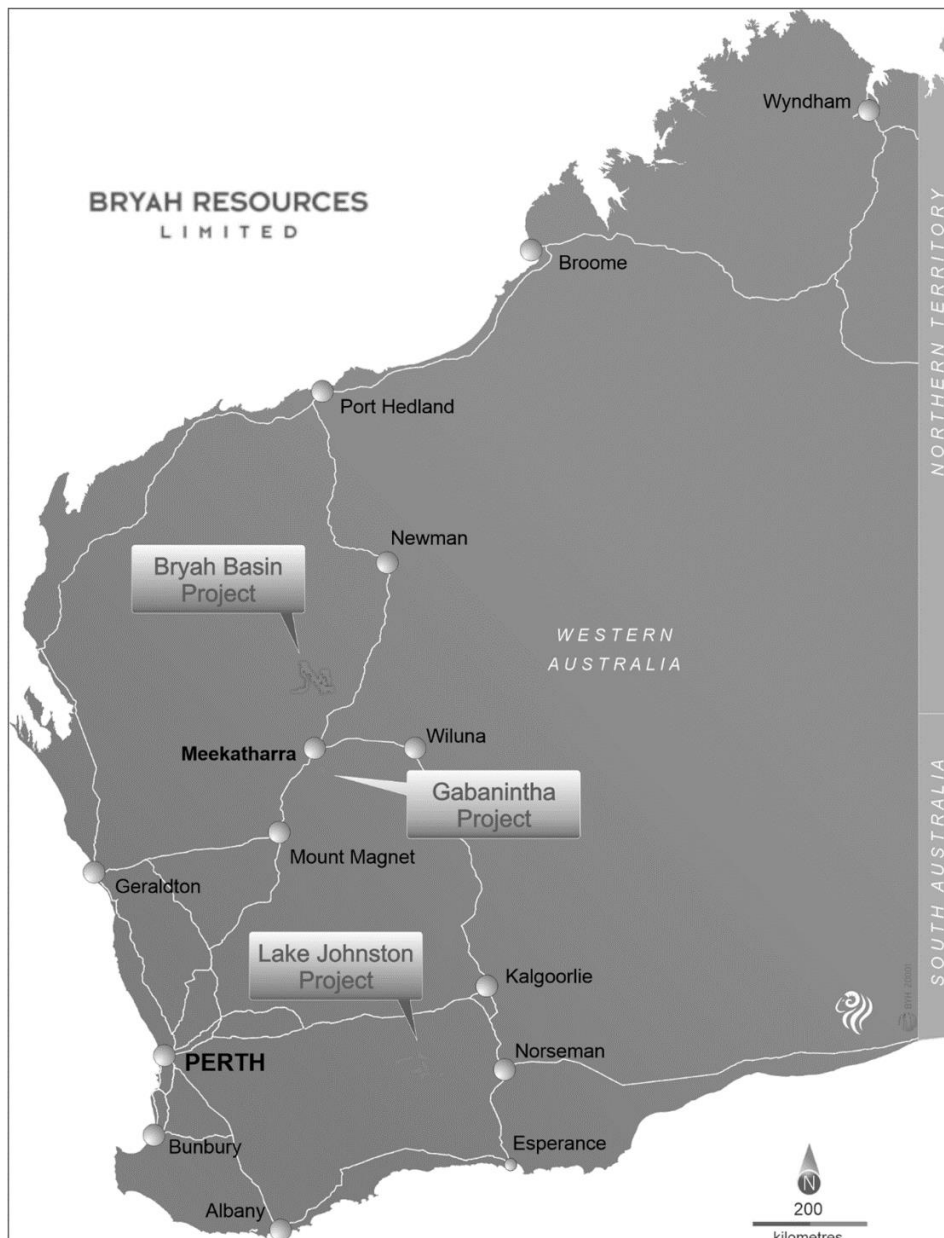 Wyndham
BRYAH RESOURCES
LIMITED
Broome
NORTHERN TERRITORY
Port Hedland
Newman
Bryah Basin
Project
WESTERN
AUSTRALIA
Meekatharra
Wiluna
Gabanintha
Project
Mount Magnet
Geraldton
SOUTH AUSTRALIA
Lake Johnston
Project
Kalgoorlie
PERTH
Norseman
Bunbury
Esperance
Albany
N
200
kilometres